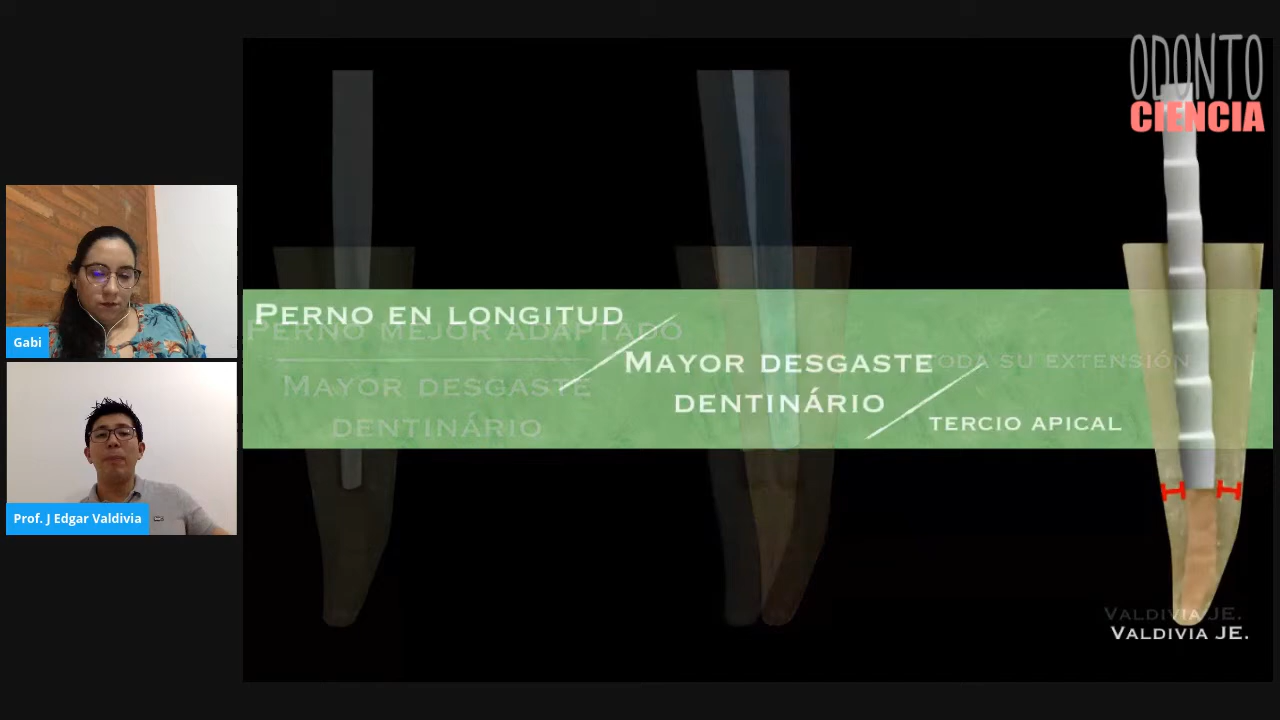 ODONTO
CIENCIA
Gabi
Prof. J Edgar Valdivia
PERNO EN LONGITUD
PERNO MEJOR ADAPTADO
MAYOR DESGASTE
DENTINÁRIO
MAYOR DESGASTE
DENTINÁRIO
TODA SU EXTENSIÓN
TERCIO APICAL
VALDIVIA JE.
VALDIVIA JE.